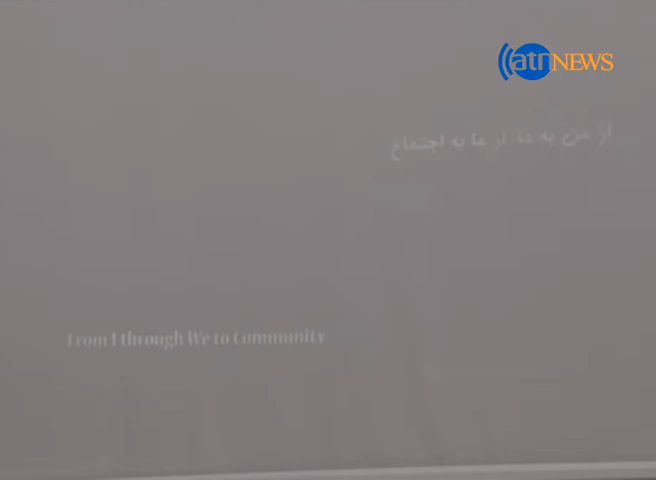 atn NEWS
از من به ما، از ما به اجتماع
From I through We to Community